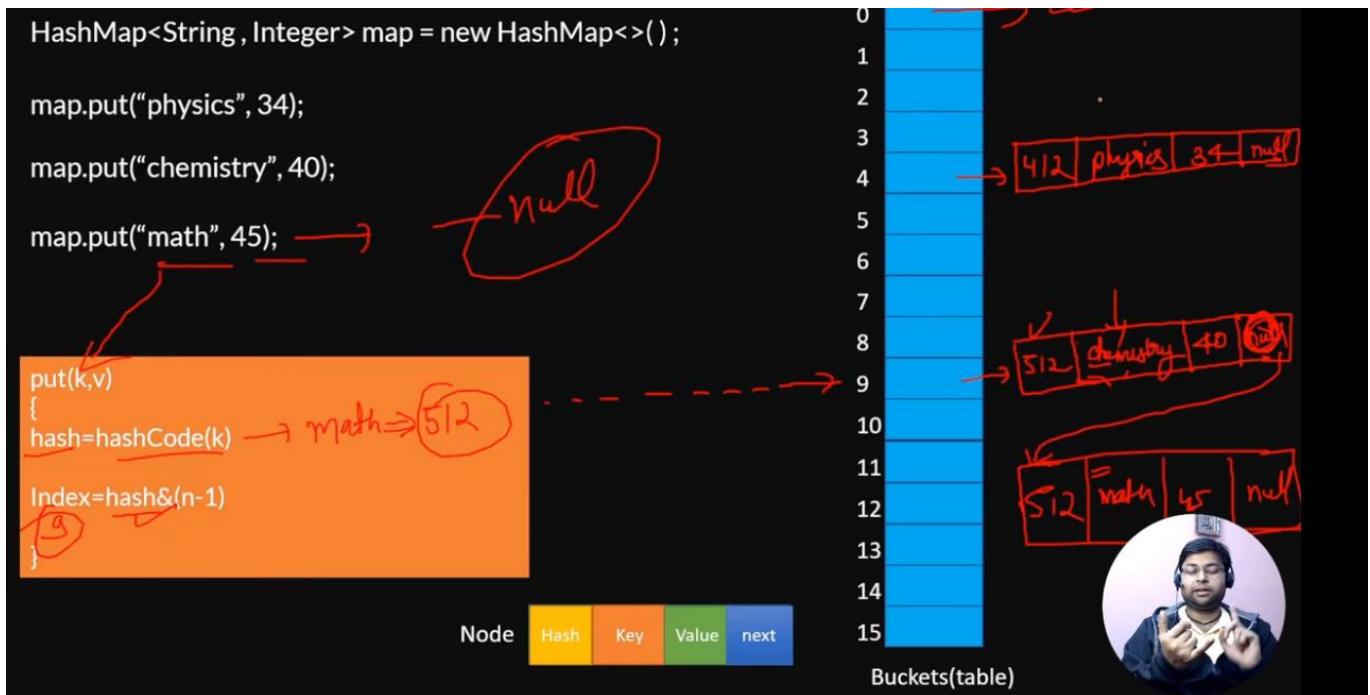 HashMap<String , Integer> map = new HashMap<>( ) ;
map.put(“physics”, 34);
map.put(“chemistry”, 40);
map.put(“math”, 45);
null
put(k,v)
{
hash=hashCode(k)
math ⇒ 512
Index=hash&(n-1)
9
}
Node Hash Key Value next
0
1
2
3
4
5
6
7
8
9
10
11
12
13
14
15
Buckets(table)
412 physics 34 null
512 chemistry 40 null
512 math 45 null